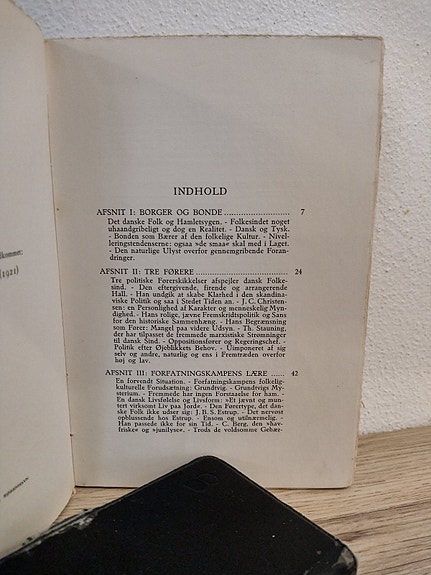 INDHOLD
AFSNIT I: BORGER OG BONDE ................ 7
Det danske Folk og Hamletsygen. - Folkesindet noget
uhaandgribeligt og dog en Realitet. - Dansk og Tysk.
- Bonden som Bærer af den folkelige Kultur. - Nivel-
leringstendenserne: ogsaa »de smaa« skal med i Laget.
- Den naturlige Ulyst overfor gennemgribende Foran-
dringer.
AFSNIT II: TRE FØRERE ................ 24
Tre politiske Førerskikkelser afspejler dansk Folke-
sind. - Den eftergivende, firende og arrangerende
Hall. - Han undgik at skabe Klarhed i den skandina-
viske Politik og saa i Stedet Tiden an. - J. C. Christen-
sen: en Personlighed af Karakter og menneskelig Myn-
dighed. - Hans rolige, jævne Fremskridtspolitik og Sans
for den historiske Sammenhæng. - Hans Begrænsning
som Fører: Mangel paa videre Udsyn. - Th. Stauning,
der har tilpasset de fremmede marxistiske Strømninger
til dansk Sind. - Oppositionsfører og Regeringschef. -
Politik efter Øjeblikkets Behov. - Uimponeret af sig
selv og andre, naturlig og ens i Fremtræden overfor
høj og lav.
AFSNIT III: FORFATNINGSKAMPENS LÆRE .... 42
En forvendt Situation. - Forfatningskampens folkelig-
kulturelle Forudsætning: Grundtvig. - Grundtvigs My-
sterium. - Fremmede har ingen Forstaaelse for ham. -
En dansk Livsfølelse og Livsform: »Et jævnt og mun-
tert virksomt Liv paa Jord«. - Den Førertype, det dan-
ske Folk ikke udser sig: J. B. S. Estrup. - Det nervøst
opblussende hos Estrup. - Ensom og utilnærmelig. -
Han passede ikke for sin Tid. - C. Berg, den »hav-
friske« og »junilyse«. - Trods de voldsomme Gebær-
(1921)